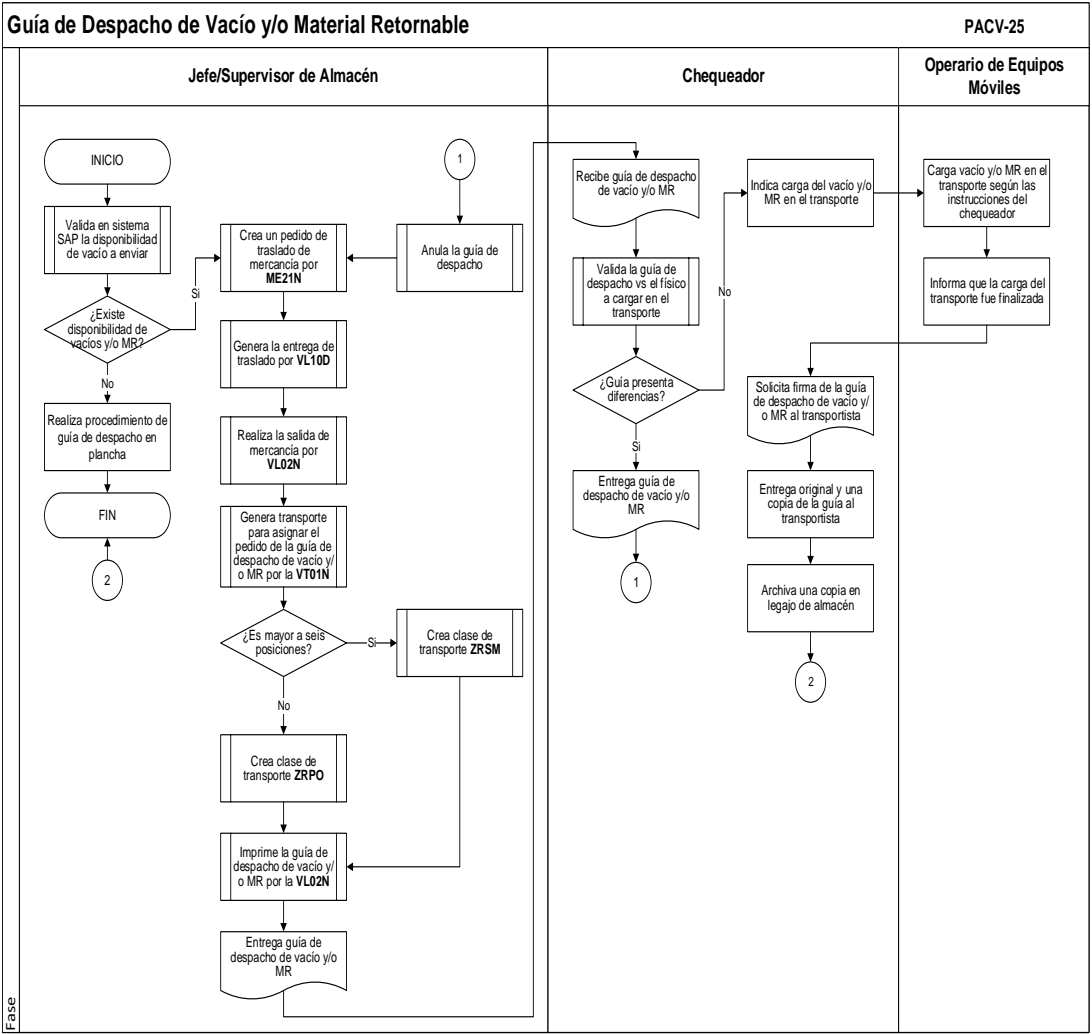 Guía de Despacho de Vacío y/o Material Retornable
PACV-25
Jefe/Supervisor de Almacén
Chequeador
Operario de Equipos
Móviles
INICIO
Valida en sistema
SAP la disponibilidad
de vacío a enviar
¿Existe
disponibilidad de
vacíos y/o MR?
Si
No
Realiza procedimiento de
guía de despacho en
plancha
FIN
2
1
Anula la guía de
despacho
Crea un pedido de
traslado de
mercancía por
ME21N
Genera la entrega de
traslado por VL10D
Realiza la salida de
mercancía por
VL02N
Genera transporte
para asignar el
pedido de la guía de
despacho de vacío y/
o MR por la VT01N
¿Es mayor a seis
posiciones?
Si
Crea clase de
transporte ZRSM
No
Crea clase de
transporte ZRPO
Imprime la guía de
despacho de vacío y/
o MR por la VL02N
Entrega guía de
despacho de vacío y/o
MR
Recibe guía de despacho
de vacío y/o MR
Valida la guía de
despacho vs el físico
a cargar en el
transporte
¿Guía presenta
diferencias?
No
Si
Entrega guía de
despacho de vacío y/o
MR
1
Indica carga del vacío y/o
MR en el transporte
Carga vacío y/o MR en el
transporte según las
instrucciones del
chequeador
Informa que la carga del
transporte fue finalizada
Solicita firma de la guía
de despacho de vacío y/
o MR al transportista
Entrega original y una
copia de la guía al
transportista
Archiva una copia en
legajo de almacén
2
Fase